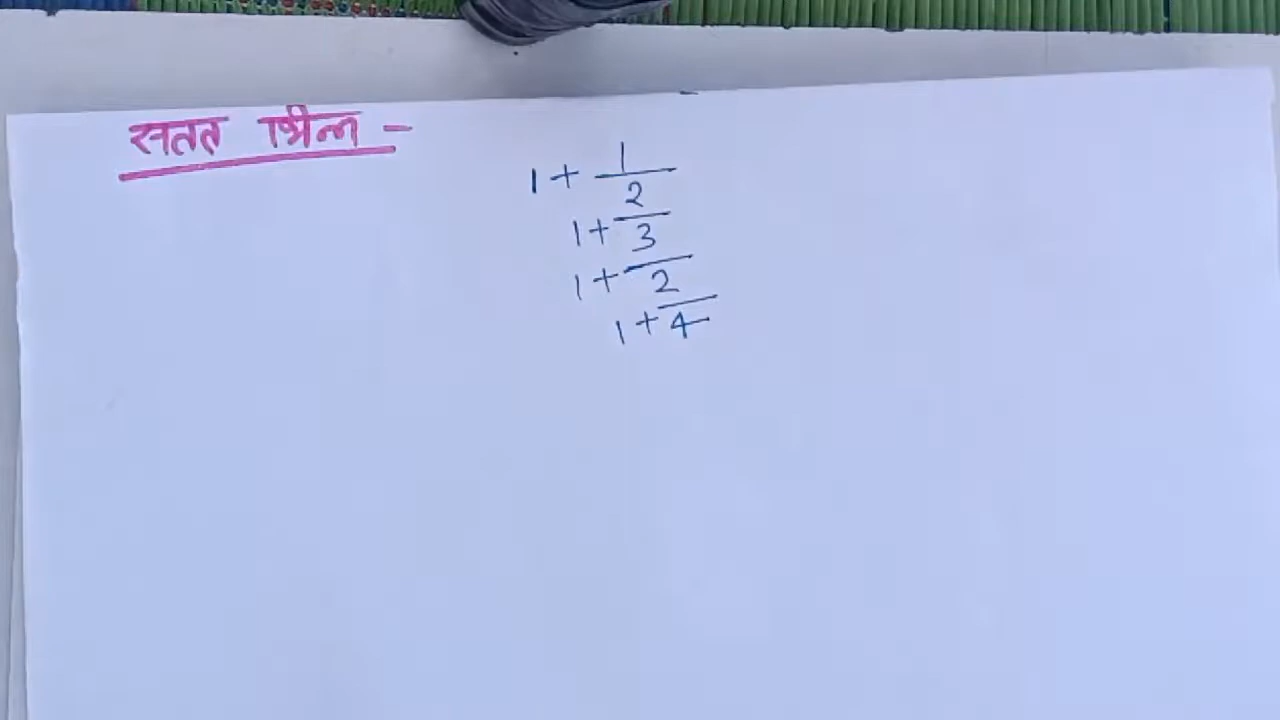 सतत भिन्न -
1 + 1
2
1 + 3
1 + 2
1 + 4